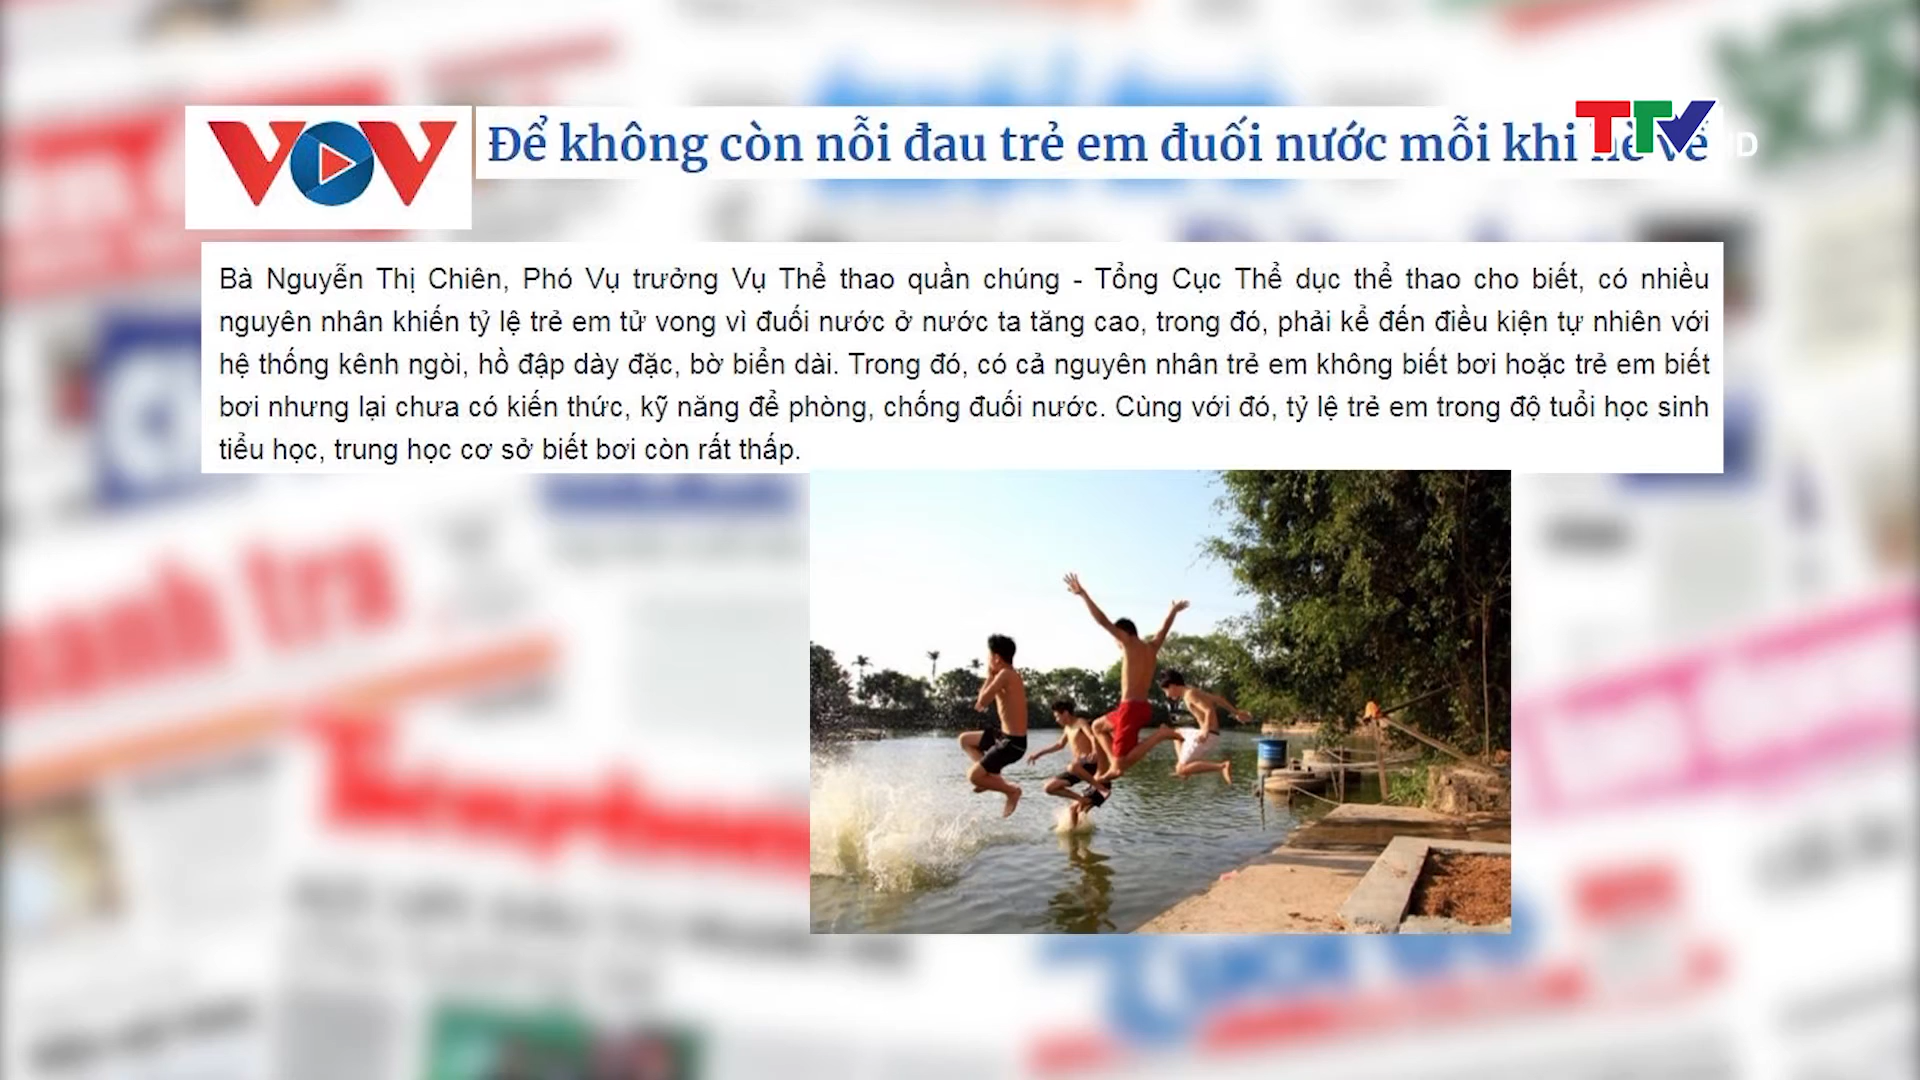 VOV
Để không còn nỗi đau trẻ em đuối nước mỗi khi hè về
TTV HD
Bà Nguyễn Thị Chiên, Phó Vụ trưởng Vụ Thể thao quần chúng - Tổng Cục Thể dục thể thao cho biết, có nhiều
nguyên nhân khiến tỷ lệ trẻ em tử vong vì đuối nước ở nước ta tăng cao, trong đó, phải kể đến điều kiện tự nhiên với
hệ thống kênh ngòi, hồ đập dày đặc, bờ biển dài. Trong đó, có cả nguyên nhân trẻ em không biết bơi hoặc trẻ em biết
bơi nhưng lại chưa có kiến thức, kỹ năng để phòng, chống đuối nước. Cùng với đó, tỷ lệ trẻ em trong độ tuổi học sinh
tiểu học, trung học cơ sở biết bơi còn rất thấp.
anh tra